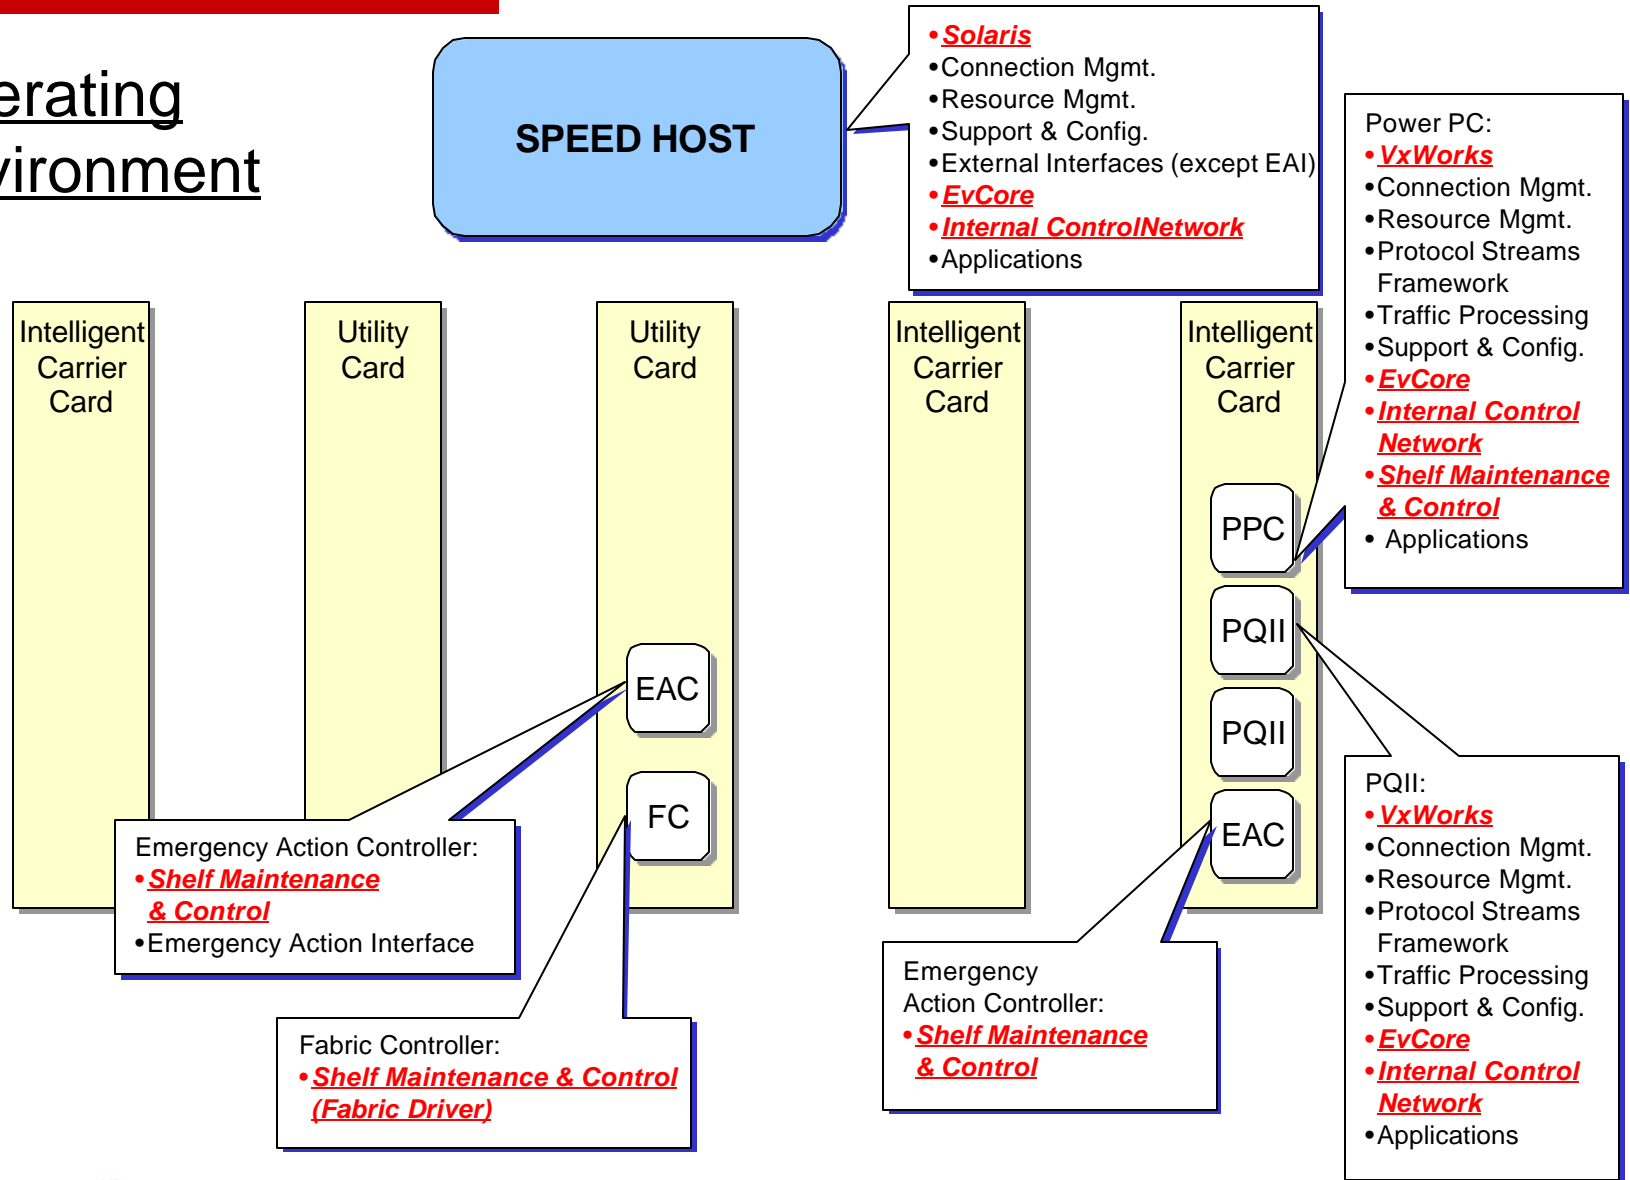 erating
vironment
SPEED HOST
•Solaris
•Connection Mgmt.
•Resource Mgmt.
•Support & Config.
•External Interfaces (except EAI)
•EvCore
•Internal ControlNetwork
•Applications
Power PC:
•VxWorks
•Connection Mgmt.
•Resource Mgmt.
•Protocol Streams
Framework
•Traffic Processing
•Support & Config.
•EvCore
•Internal Control
Network
•Shelf Maintenance
& Control
• Applications
Intelligent
Carrier
Card
Utility
Card
Utility
Card
Intelligent
Carrier
Card
Intelligent
Carrier
Card
PPC
PQII
PQII
EAC
EAC
FC
Emergency Action Controller:
•Shelf Maintenance
& Control
•Emergency Action Interface
Fabric Controller:
•Shelf Maintenance & Control
(Fabric Driver)
Emergency
Action Controller:
•Shelf Maintenance
& Control
PQII:
•VxWorks
•Connection Mgmt.
•Resource Mgmt.
•Protocol Streams
Framework
•Traffic Processing
•Support & Config.
•EvCore
•Internal Control
Network
•Applications